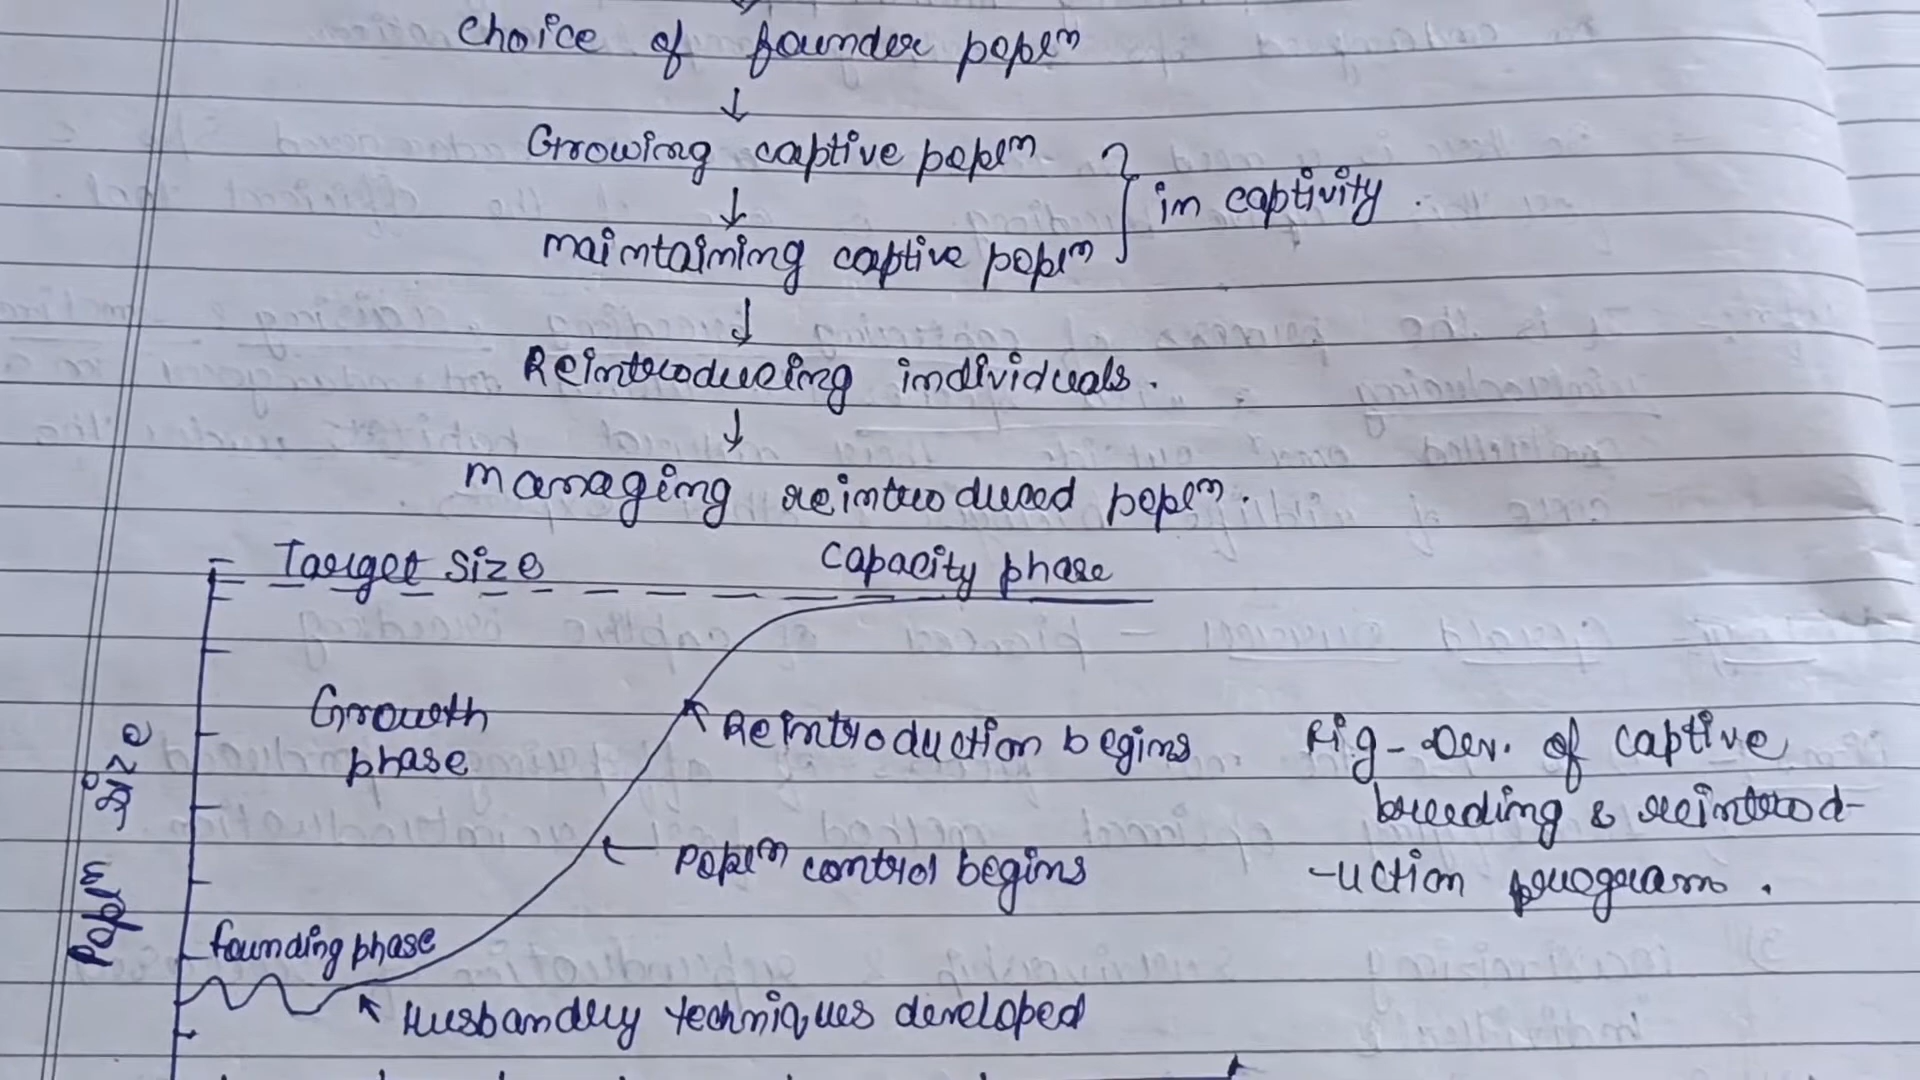 Choice of founder popln
↓
Growing captive popln
in captivity.
↓
maintaining captive popln
↓
Reintroducing individuals.
↓
Managing reintroduced popln.
Target size
Capacity phase
Growth
phase
Reintroduction begins
Popln control begins
founding phase
Husbandry techniques developed
Popln size
Fig- Dev. of captive
breeding & reintrod-
-uction program.